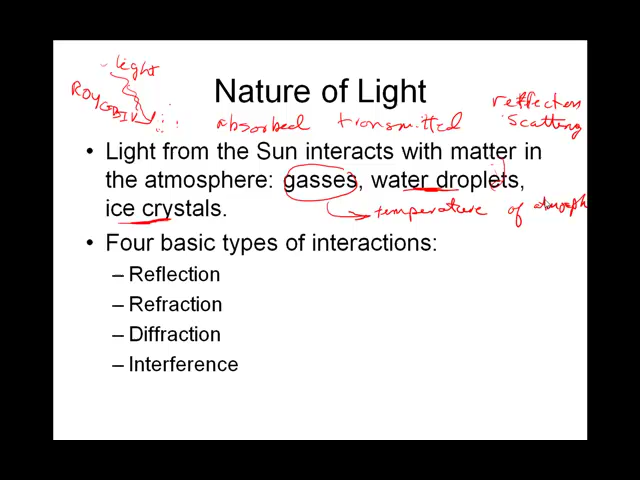 light
ROYGBIV
Nature of Light
reflection
absorbed transmitted scatting
• Light from the Sun interacts with matter in
the atmosphere: gasses, water droplets,
ice crystals.
temperature of atmosph
• Four basic types of interactions:
– Reflection
– Refraction
– Diffraction
– Interference